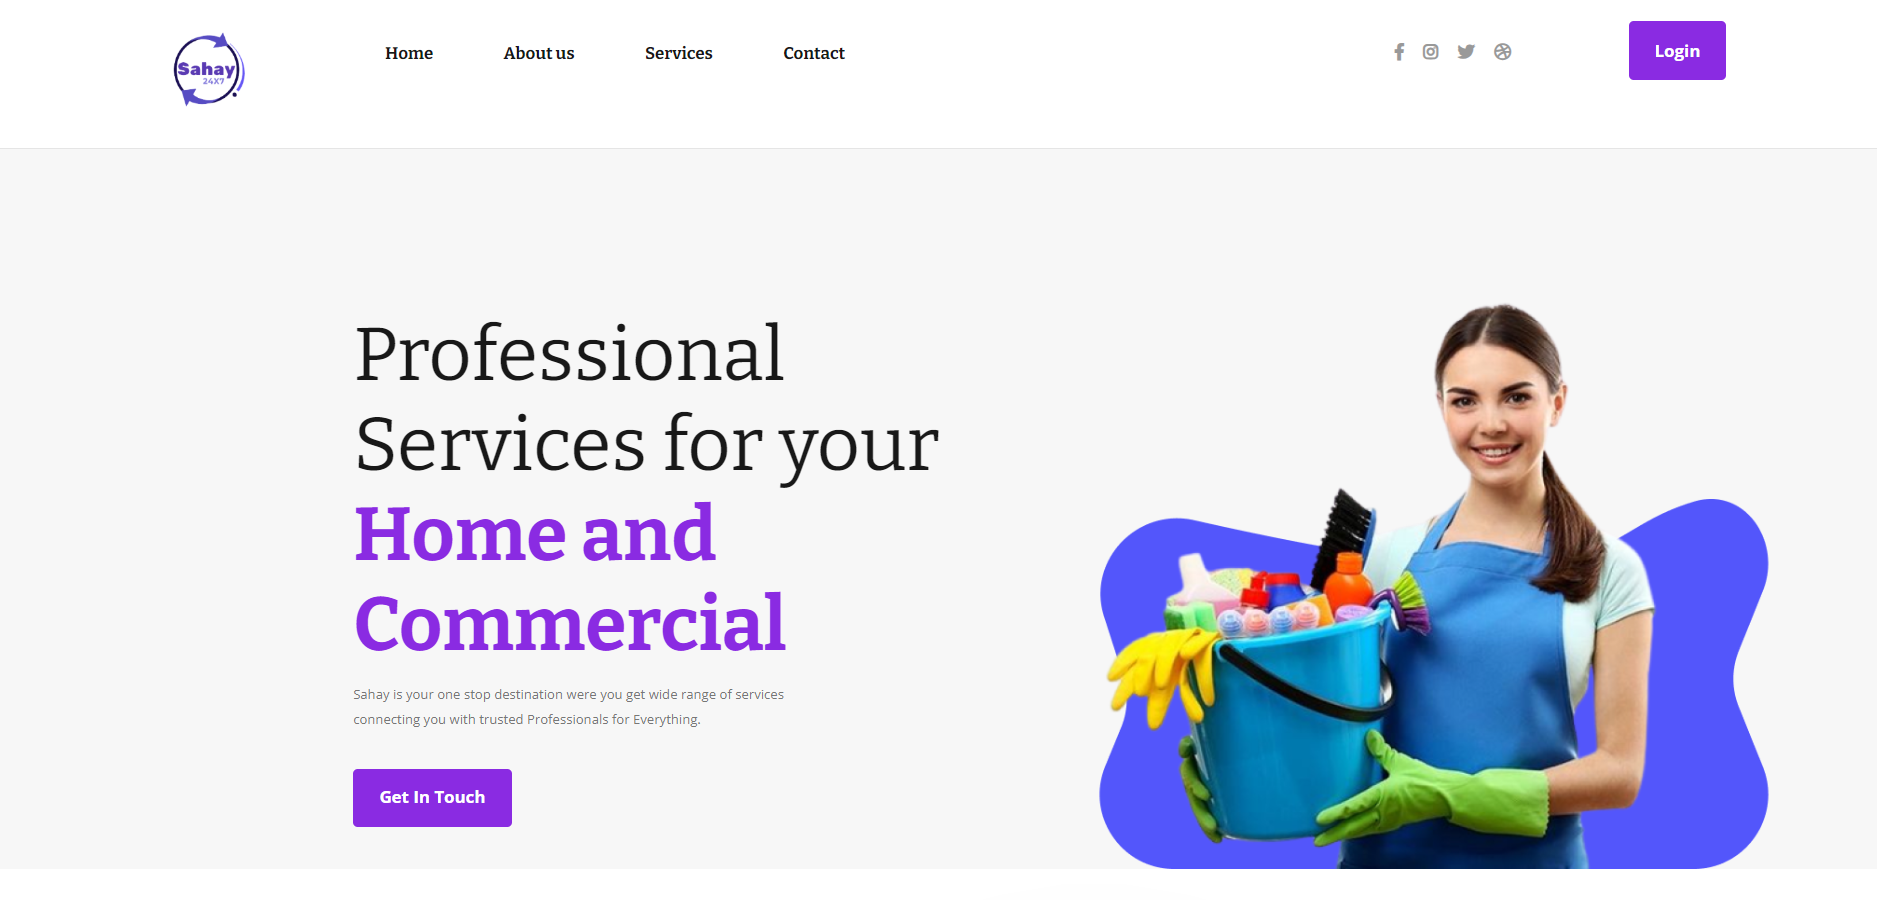 Sahay
24X7
Home
About us
Services
Contact
Login
Professional
Services for your
Home and
Commercial
Sahay is your one stop destination were you get wide range of services
connecting you with trusted Professionals for Everything.
Get In Touch